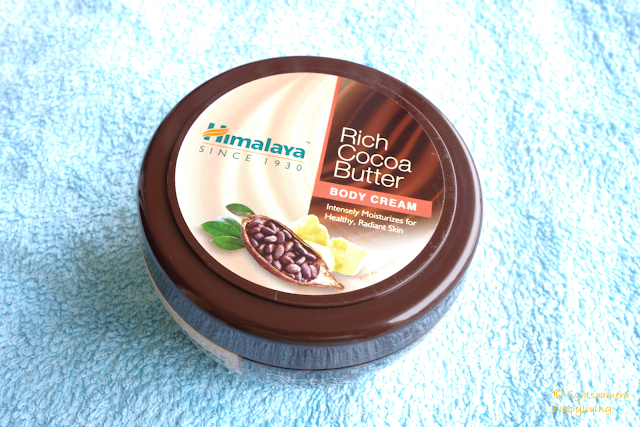 Himalaya
SINCE 1930
Rich
Cocoa
Butter
BODY CREAM
Intensely Moisturizes for
Healthy, Radiant Skin